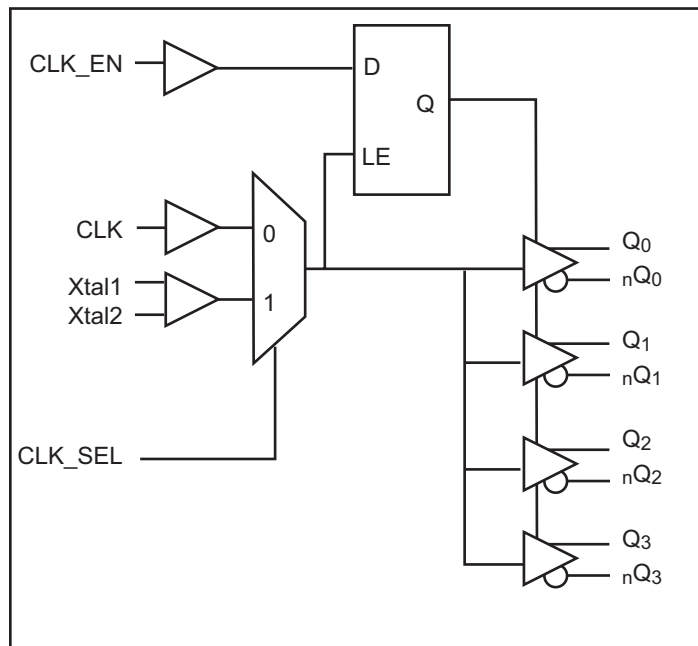 CLK_EN
D
Q
LE
CLK
0
Xtal1
Xtal2
1
CLK_SEL
Q0
nQ0
Q1
nQ1
Q2
nQ2
Q3
nQ3